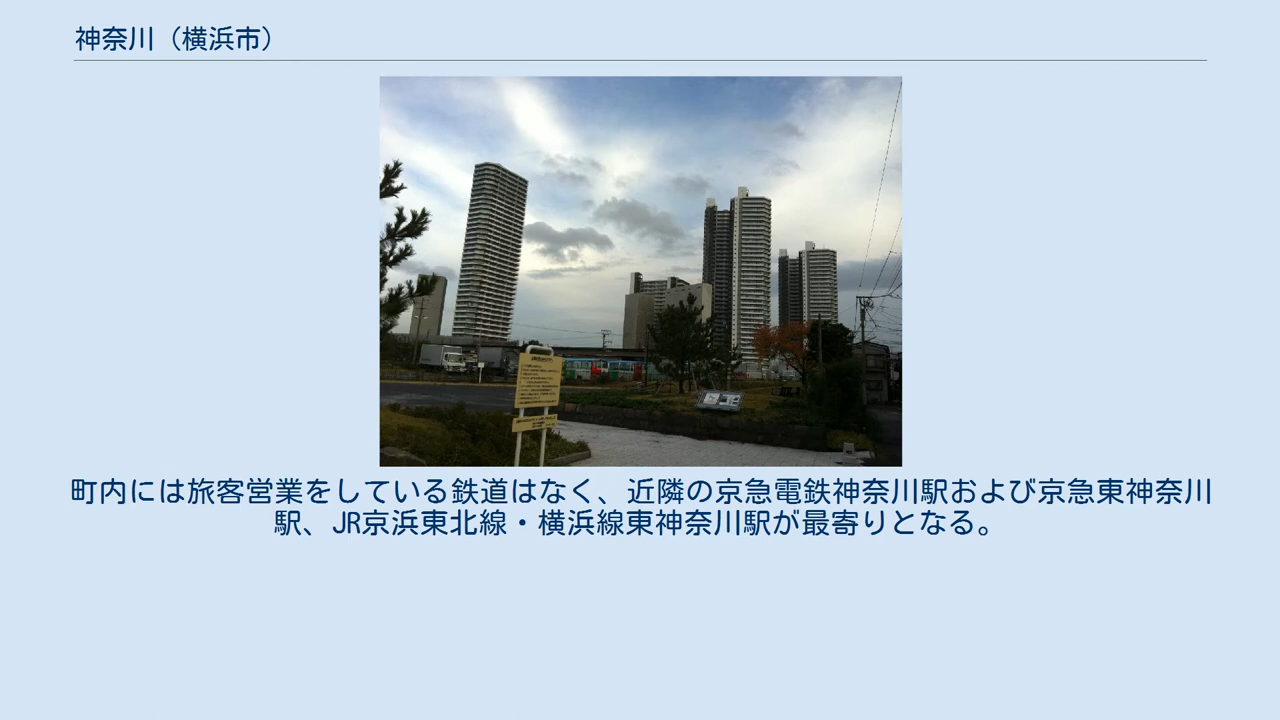 神奈川（横浜市）
町内には旅客営業をしている鉄道はなく、近隣の京急電鉄神奈川駅および京急東神奈川
駅、JR京浜東北線・横浜線東神奈川駅が最寄りとなる。